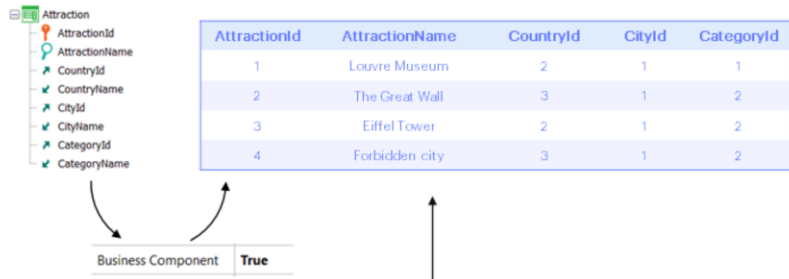 Attraction
AttractionId
AttractionName
CountryId
CountryName
CityId
CityName
CategoryId
CategoryName
AttractionId AttractionName CountryId CityId CategoryId
1 Louvre Museum 2 1 1
2 The Great Wall 3 1 2
3 Eiffel Tower 2 1 2
4 Forbidden city 3 1 2
Business Component True